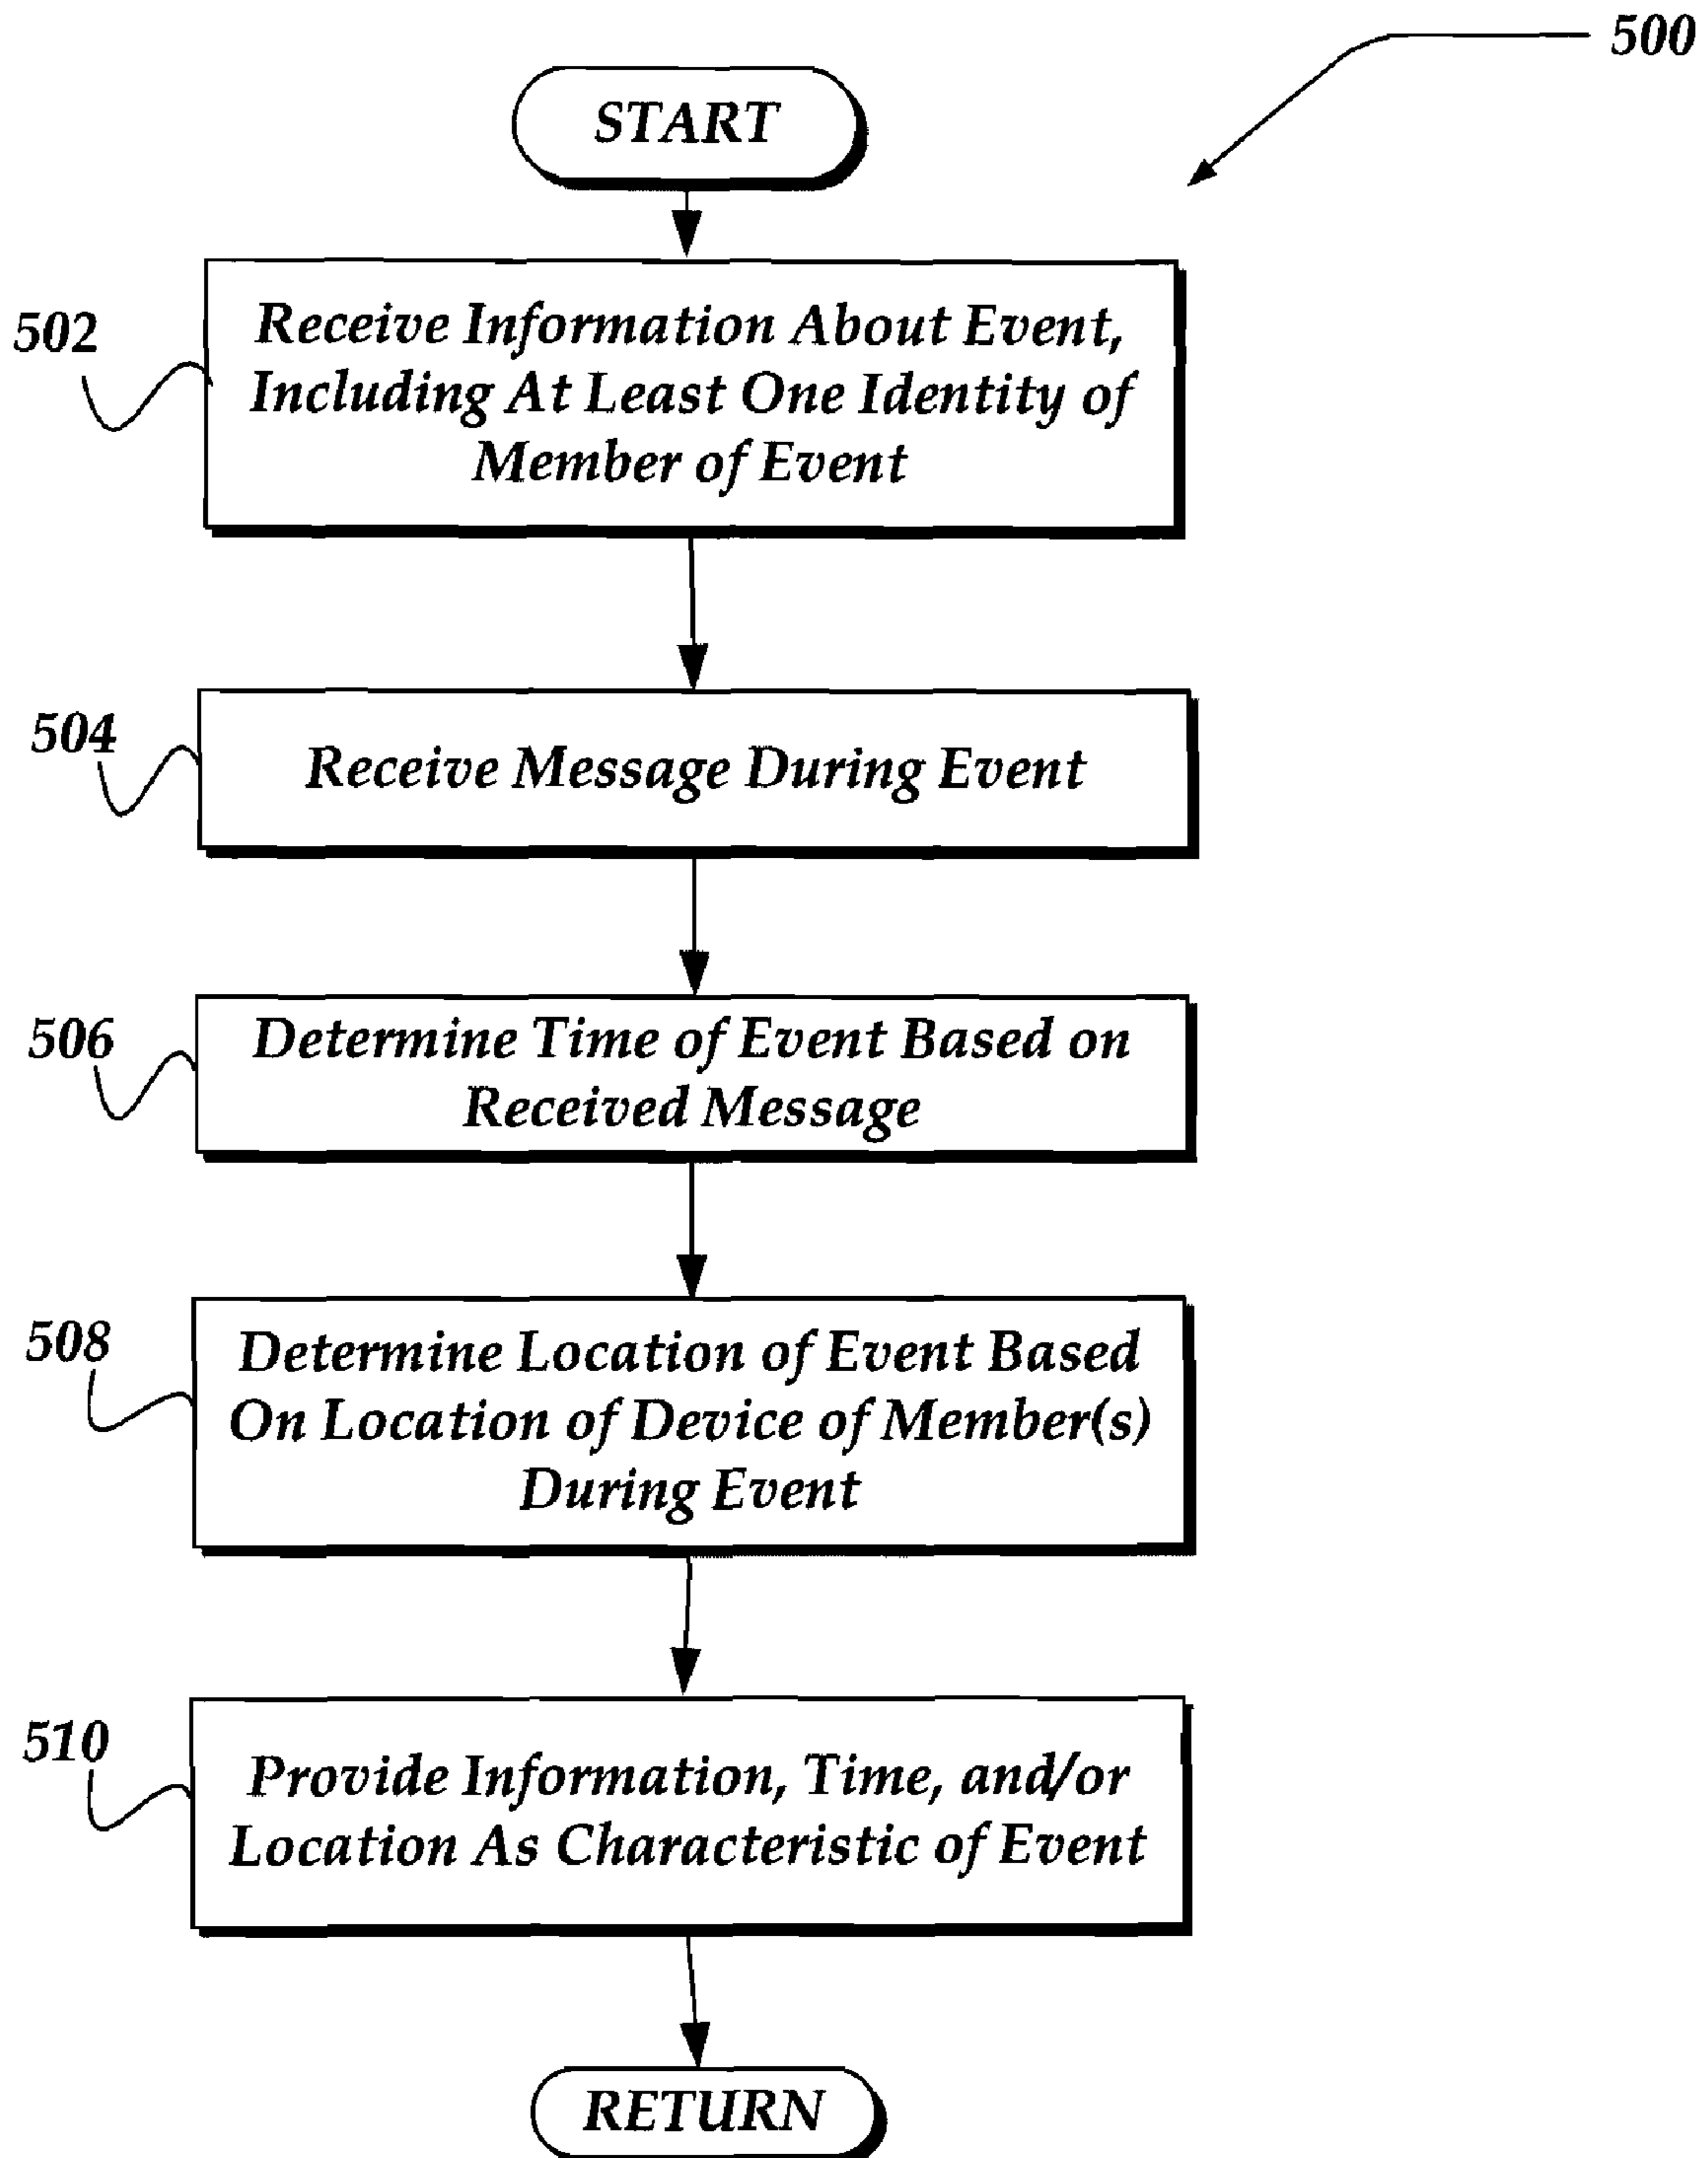 500
START
502
Receive Information About Event,
Including At Least One Identity of
Member of Event
504
Receive Message During Event
506
Determine Time of Event Based on
Received Message
508
Determine Location of Event Based
On Location of Device of Member(s)
During Event
510
Provide Information, Time, and/or
Location As Characteristic of Event
RETURN